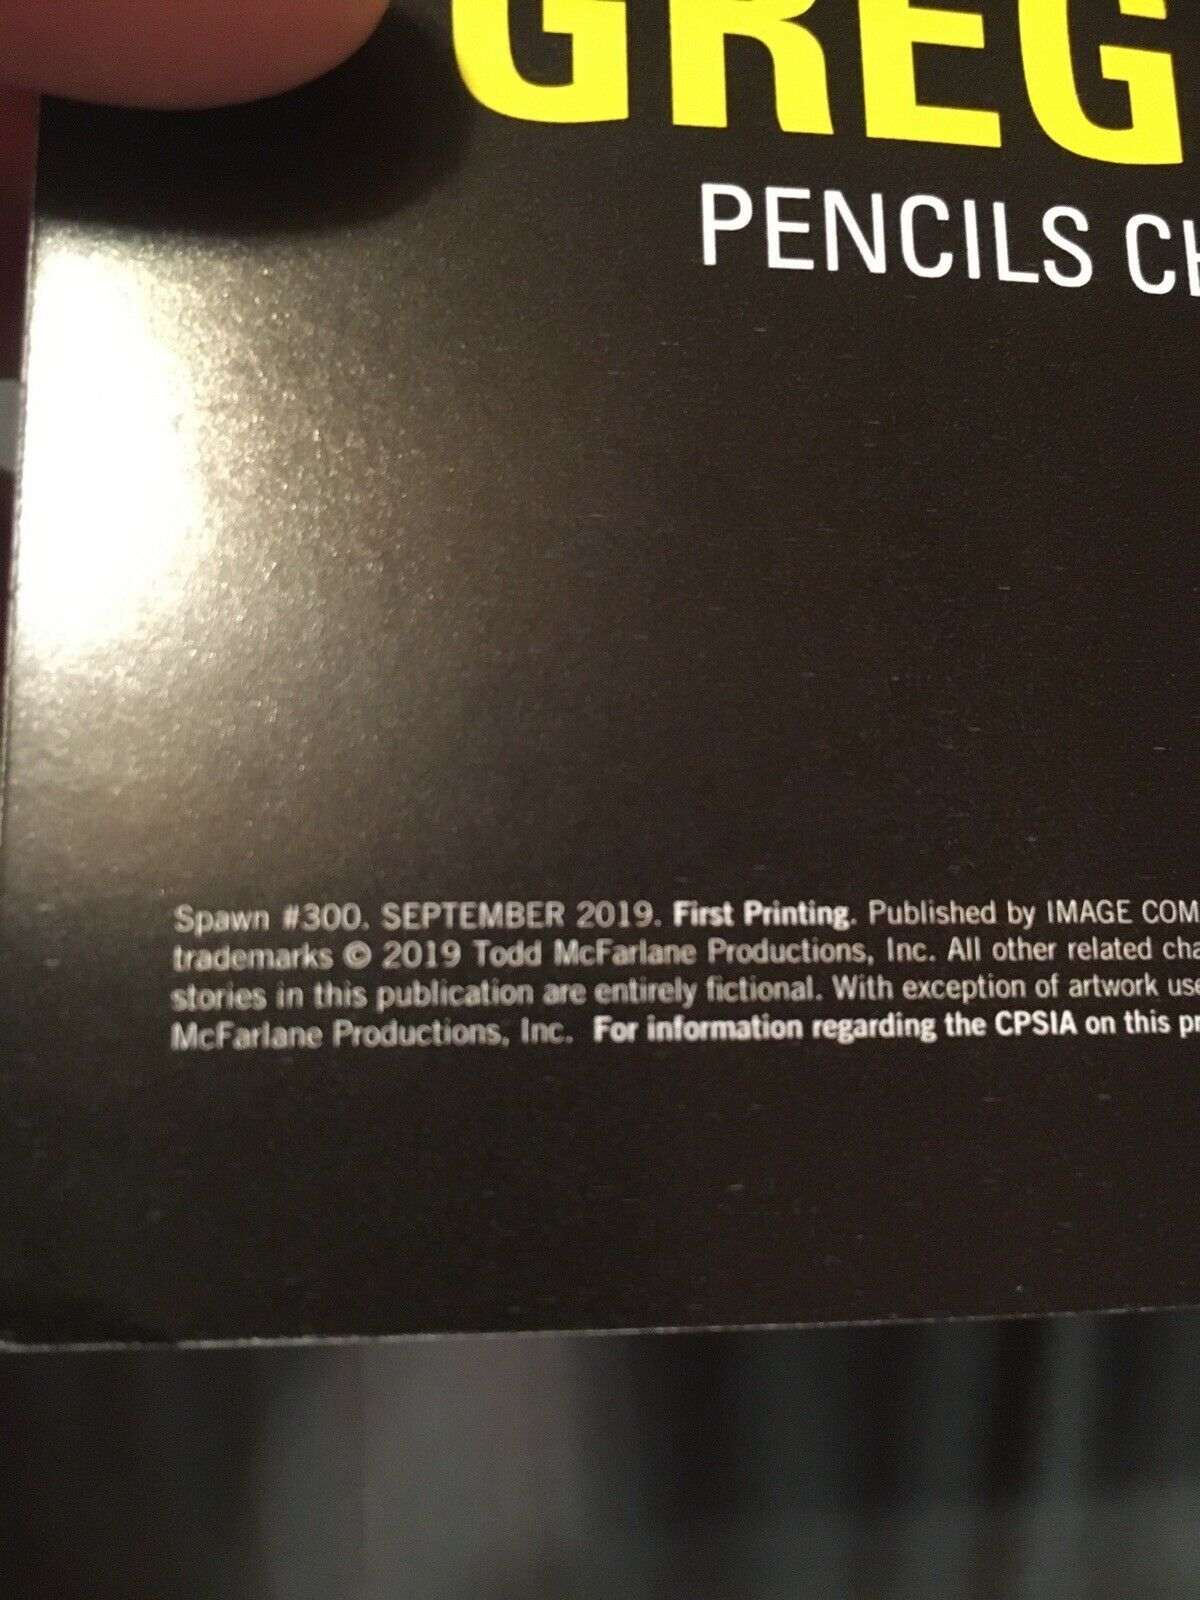 GREG
PENCILS
Spawn #300. SEPTEMBER 2019. First Printing. Published by IMAGE COM
trademarks © 2019 Todd McFarlane Productions, Inc. All other related cha
stories in this publication are entirely fictional. With exception of artwork use
McFarlane Productions, Inc. For information regarding the CPSIA on this pr